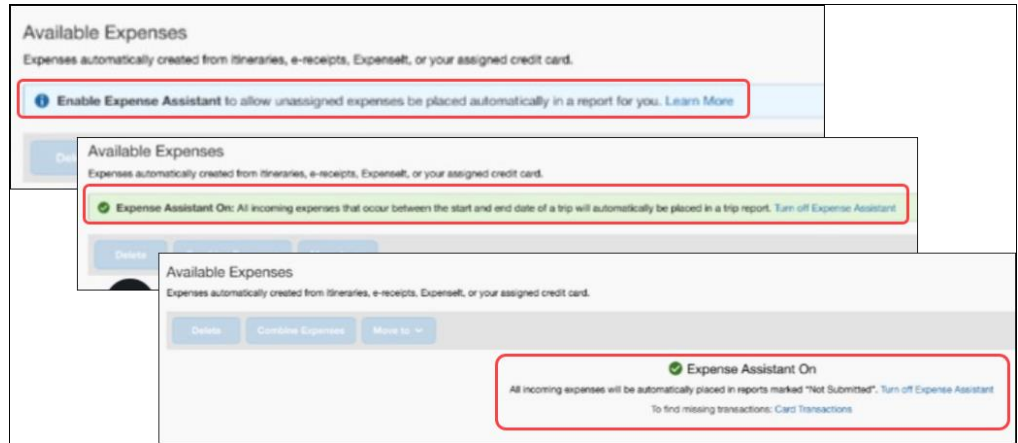 Available Expenses
Expenses automatically created from itineraries, e-receipts, ExpenseIt, or your assigned credit card.
Enable Expense Assistant to allow unassigned expenses be placed automatically in a report for you. Learn More
Available Expenses
Expenses automatically created from itineraries, e-receipts, ExpenseIt, or your assigned credit card.
Expense Assistant On: All incoming expenses that occur between the start and end date of a trip will automatically be placed in a trip report. Turn off Expense Assistant
Delete
Available Expenses
Expenses automatically created from itineraries, e-receipts, ExpenseIt, or your assigned credit card.
Delete Combine Expenses Move to
Expense Assistant On
All incoming expenses will be automatically placed in reports marked "Not Submitted". Turn off Expense Assistant
To find missing transactions: Card Transactions